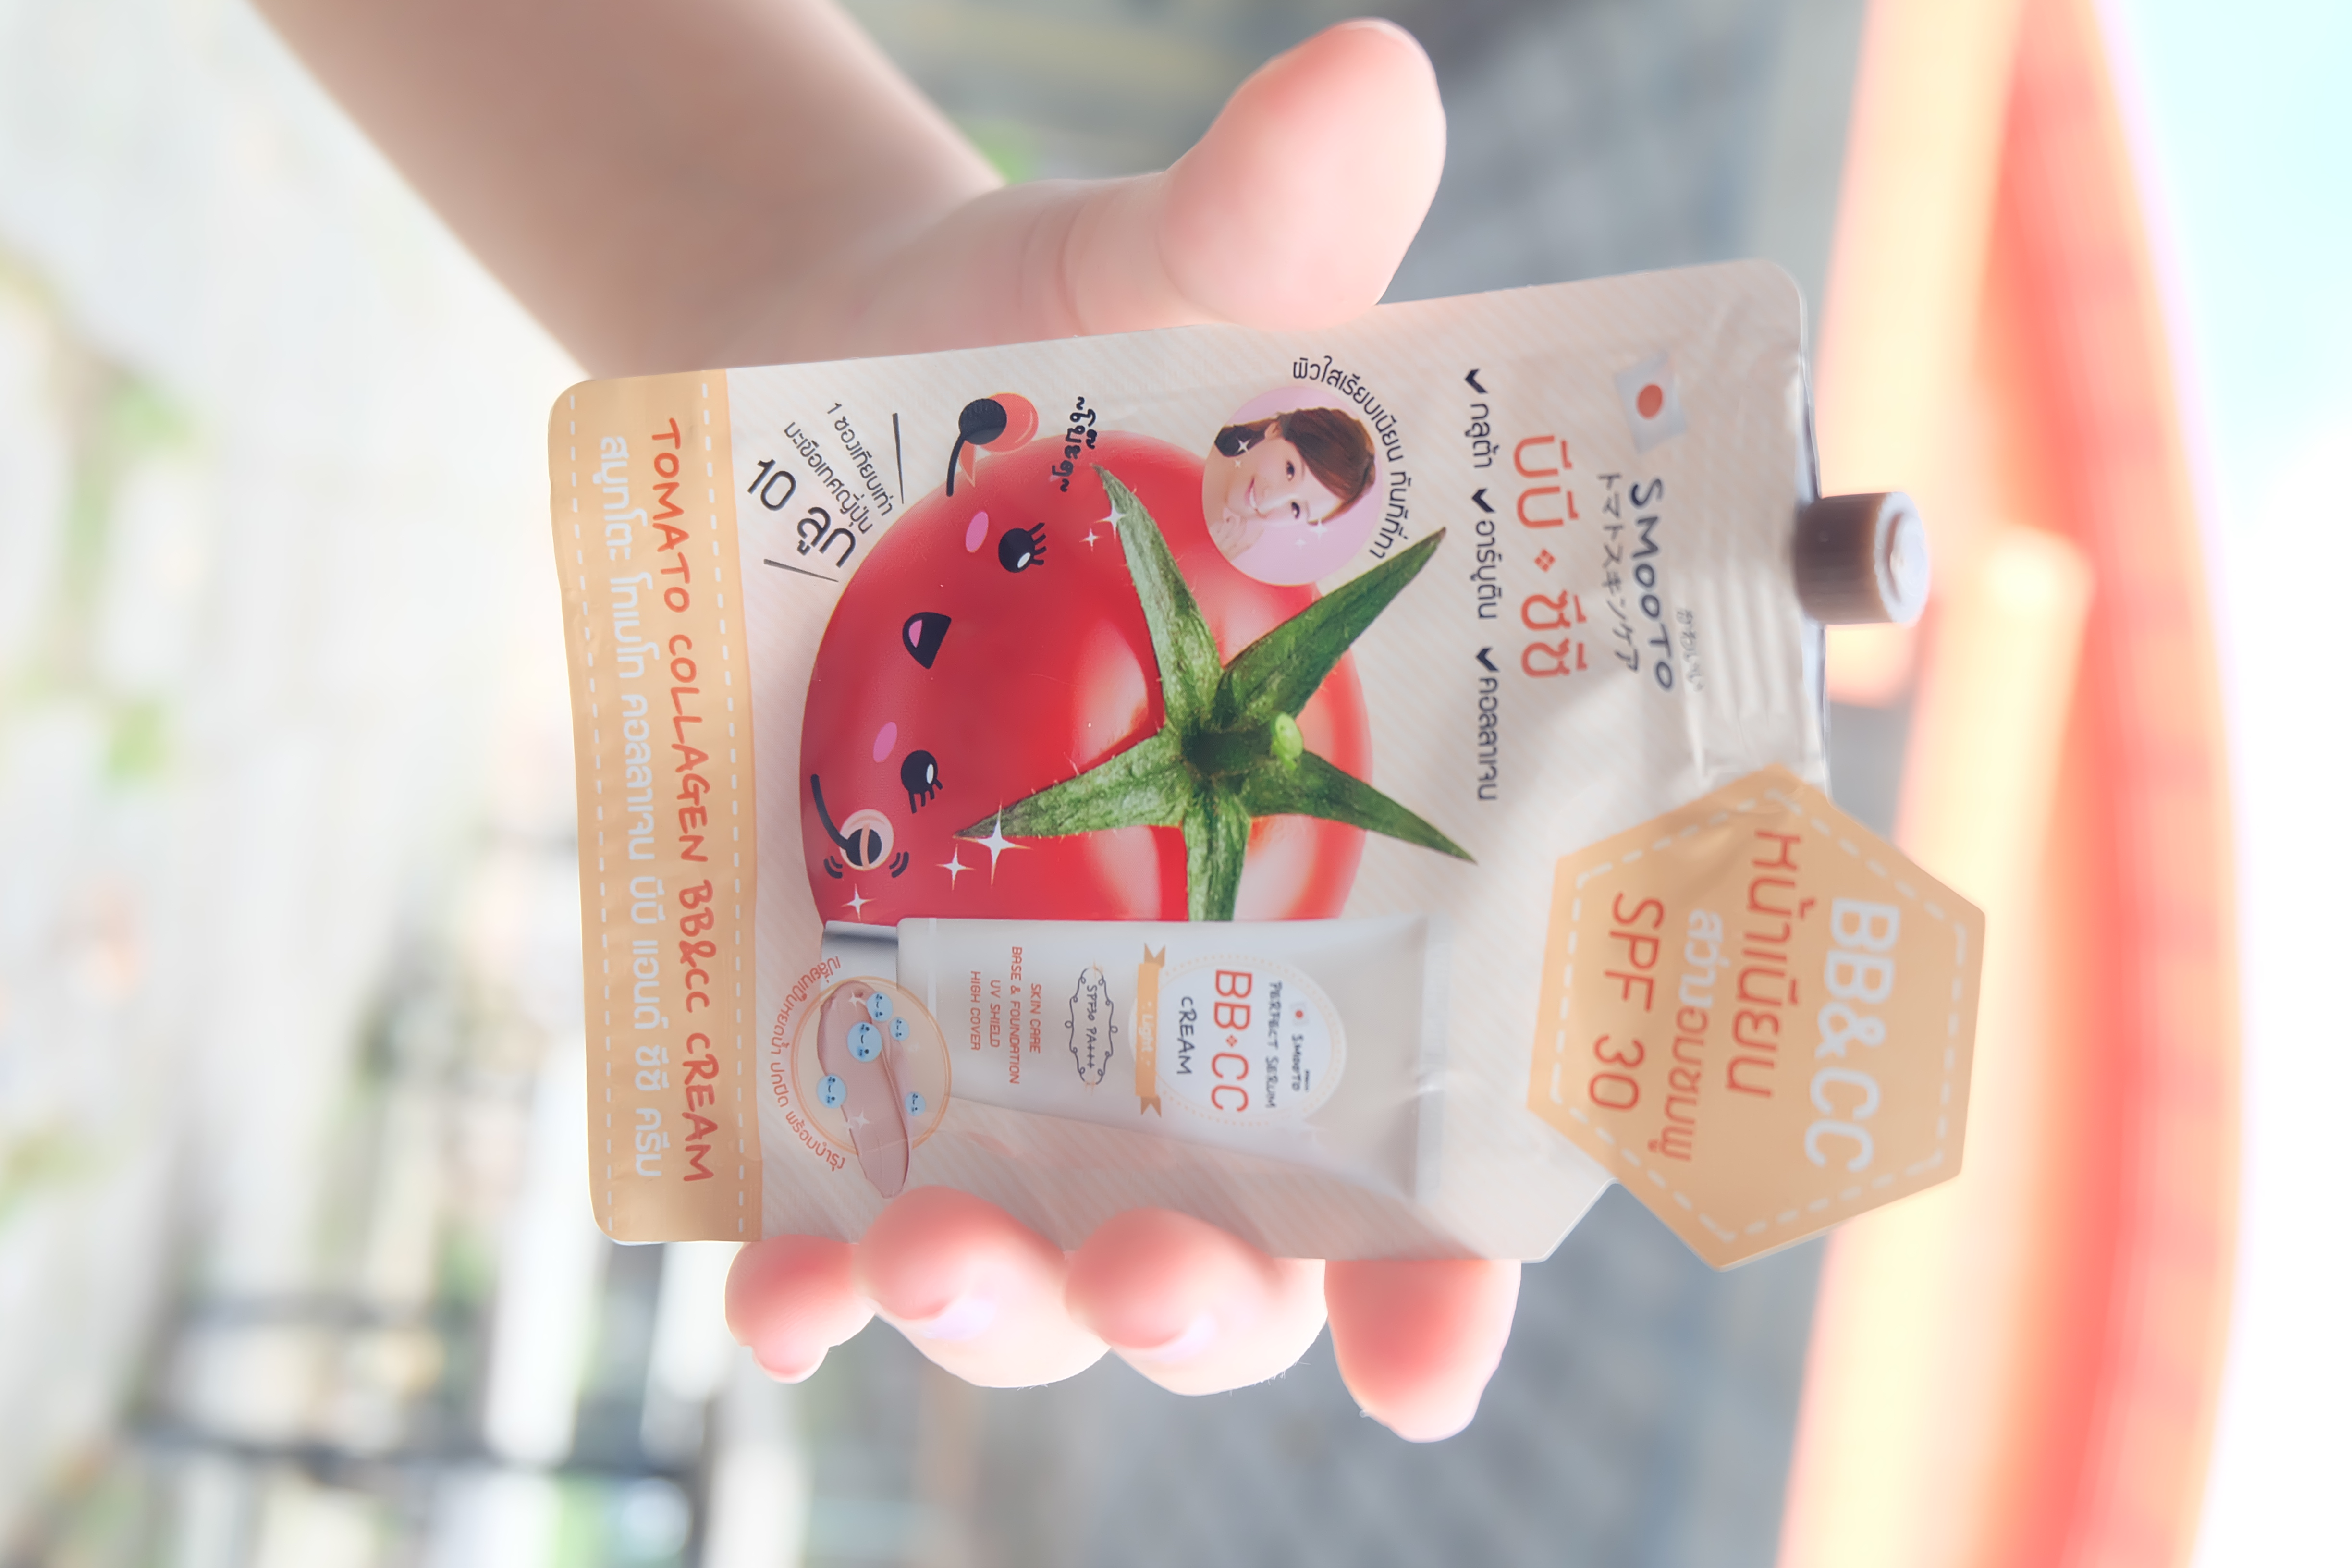 BB&CC
หน้าเนียน
สว่างอมชมพู
SPF 30
かわいい
SMooTO
トマトスキンケア
บีบี ซีซี
กลูต้า อาร์บูติน คอลลาเจน
ผิวใสเรียบเนียน ทันทีที่ทา
SMooTO
PERFECT SERUM
BB CC
CREAM
Light
SPF30 PA+++
SKIN CARE
BASE & FOUNDATION
UV SHIELD
HIGH COVER
~โบ๊ะๆ~
1 ซองเทียบเท่า
มะเขือเทศญี่ปุ่น
10 ลูก
เปลี่ยนเป็นหยดน้ำ ปกปิด พร้อมบำรุง
TOMATO COLLAGEN BB&CC CREAM
สมูทโตะ โทเมโท คอลลาเจน บีบี แอนด์ ซีซี ครีม